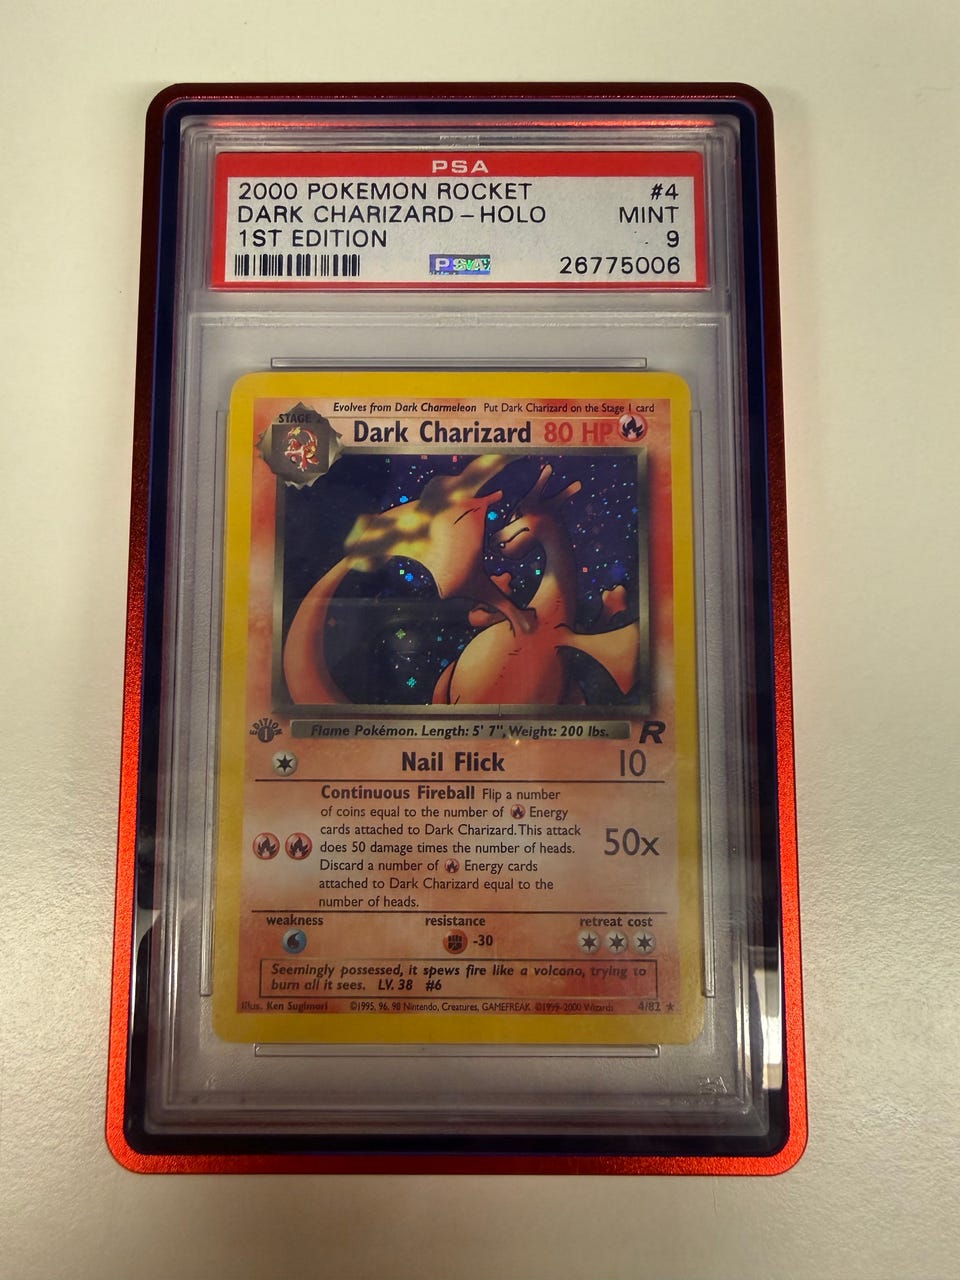 PSA
2000 POKEMON ROCKET #4
DARK CHARIZARD-HOLO MINT
1ST EDITION 9
PSA 26775006
Evolves from Dark Charmeleon Put Dark Charizard on the Stage 1 card
STAGE 2
Dark Charizard 80 HP
EDITION
1
Flame Pokémon. Length: 5' 7", Weight: 200 lbs. R
Nail Flick 10
Continuous Fireball Flip a number
of coins equal to the number of Energy
cards attached to Dark Charizard. This attack
does 50 damage times the number of heads. 50x
Discard a number of Energy cards
attached to Dark Charizard equal to the
number of heads.
weakness resistance retreat cost
-30
Seemingly possessed, it spews fire like a volcano, trying to
burn all it sees. LV. 38 #6
Illus. Ken Sugimori ©1995, 96, 98 Nintendo, Creatures, GAMEFREAK. ©1999-2000 Wizards. 4/82 ★